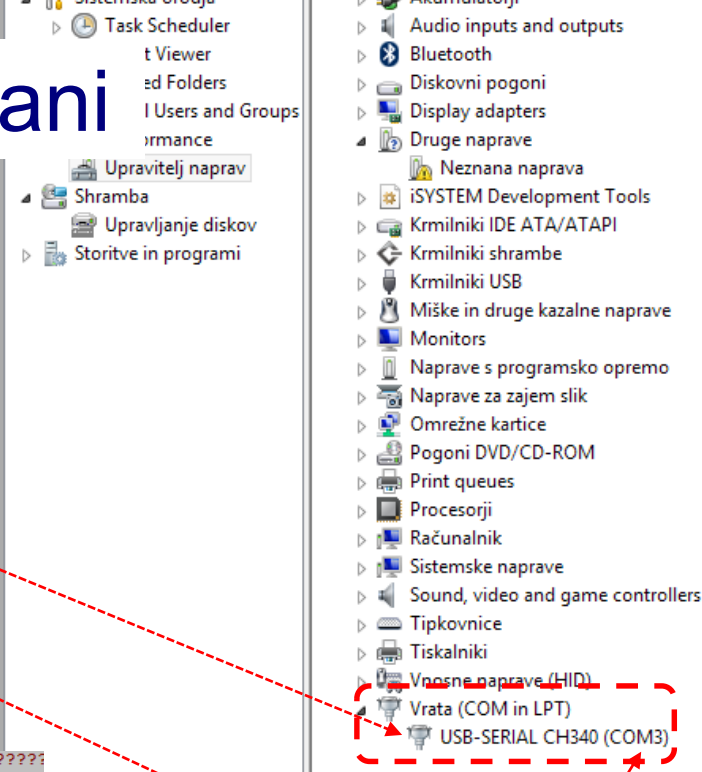 Sistemska orodja
Task Scheduler
t Viewer
ed Folders
l Users and Groups
ormance
ani
Upravitelj naprav
Shramba
Upravljanje diskov
Storitve in programi
Akumulatorji
Audio inputs and outputs
Bluetooth
Diskovni pogoni
Display adapters
Druge naprave
Neznana naprava
iSYSTEM Development Tools
Krmilniki IDE ATA/ATAPI
Krmilniki shrambe
Krmilniki USB
Miške in druge kazalne naprave
Monitors
Naprave s programsko opremo
Naprave za zajem slik
Omrežne kartice
Pogoni DVD/CD-ROM
Print queues
Procesorji
Računalnik
Sistemske naprave
Sound, video and game controllers
Tipkovnice
Tiskalniki
Vnosne naprave (HID)
Vrata (COM in LPT)
USB-SERIAL CH340 (COM3)
????